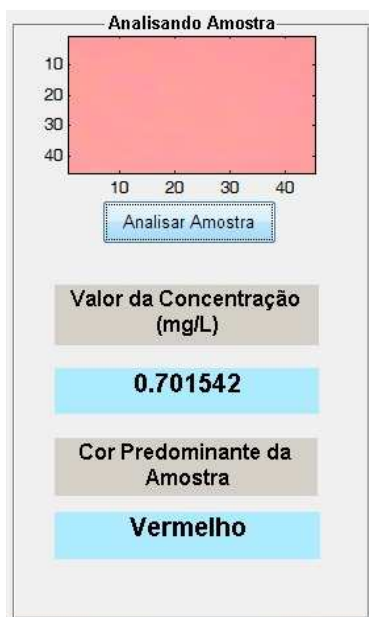 Analisando Amostra
10
20
30
40
10 20 30 40
Analisar Amostra
Valor da Concentração
(mg/L)
0.701542
Cor Predominante da
Amostra
Vermelho